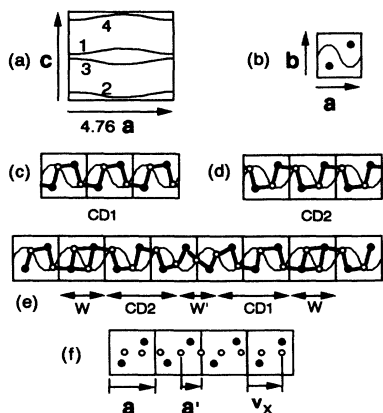 4
(a) c 1
3
2
4.76 a
(b) b
a
(c) (d)
CD1 CD2
(e) W CD2 W' CD1 W
(f)
a a' vx